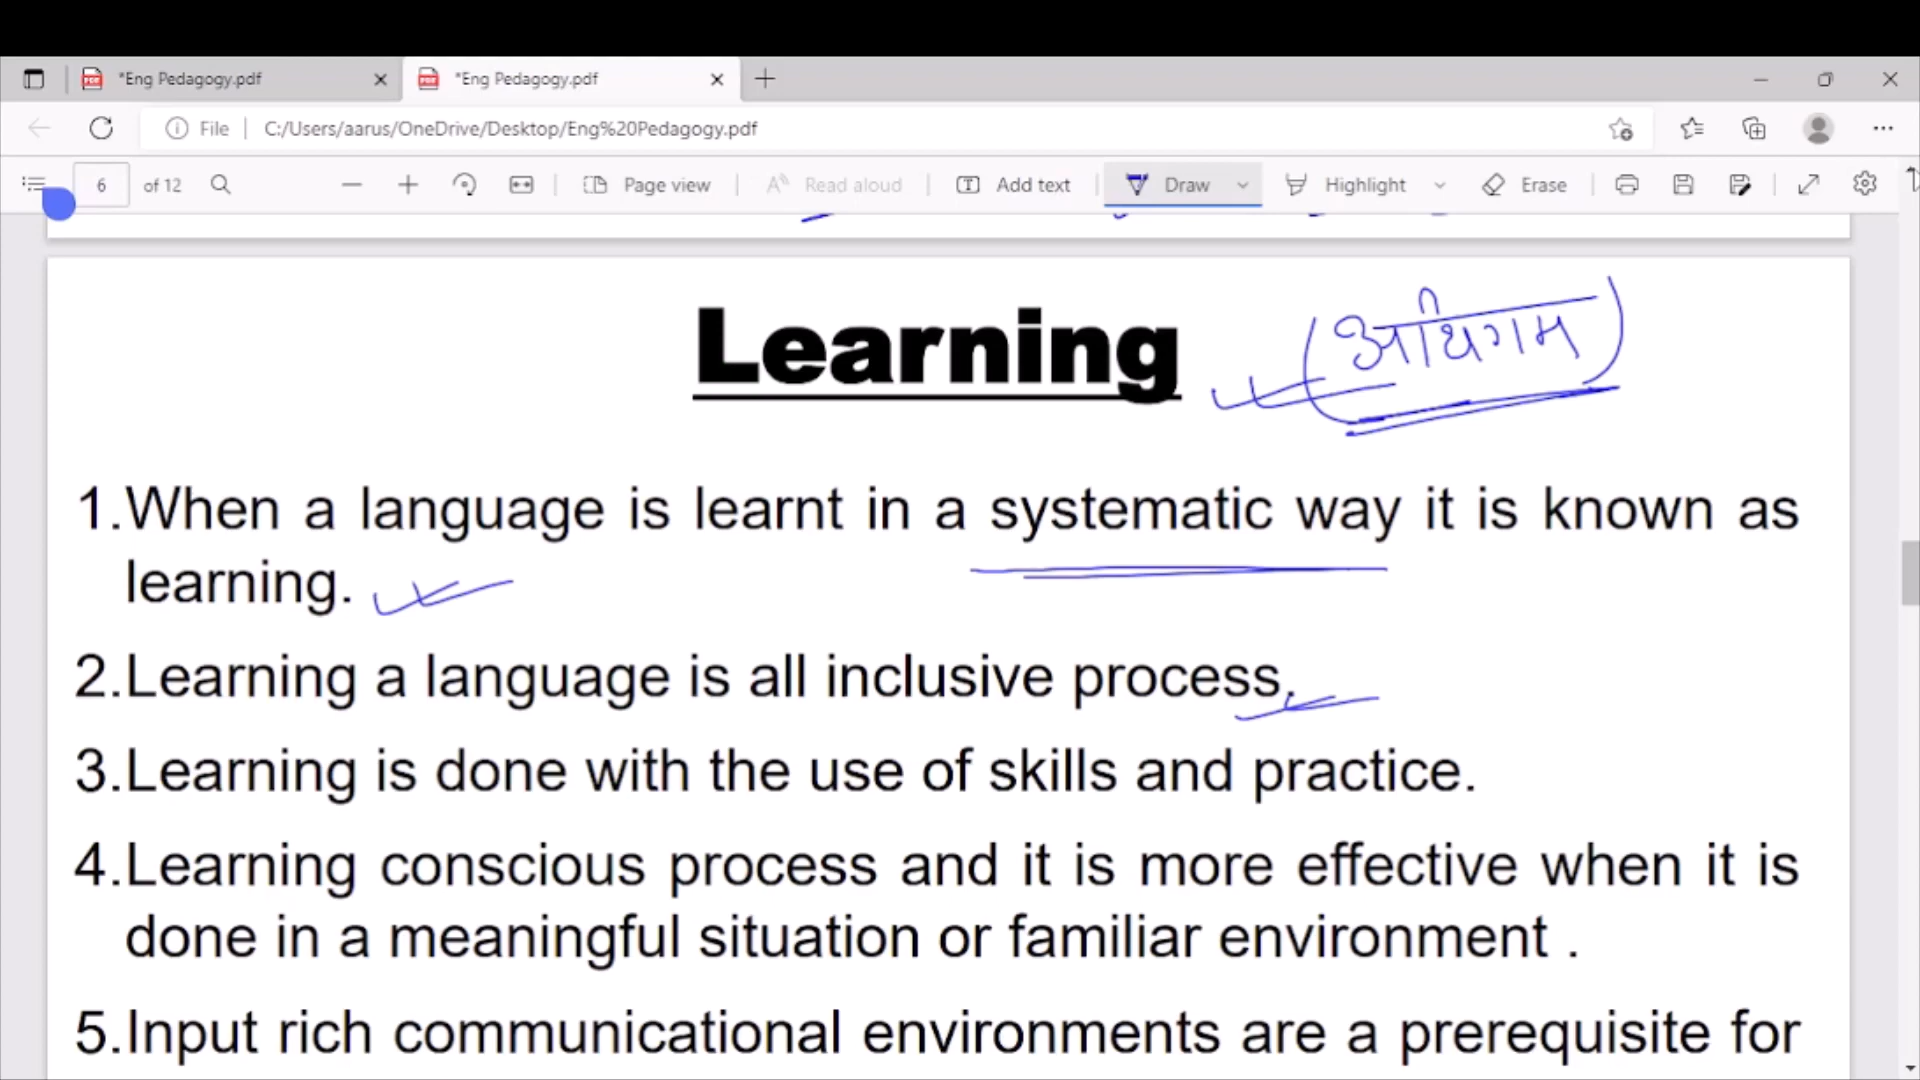 *Eng Pedagogy.pdf
*Eng Pedagogy.pdf
File
C:/Users/aarus/OneDrive/Desktop/Eng%20Pedagogy.pdf
6 of 12
Page view
Read aloud
Add text
Draw
Highlight
Erase
Learning
(अधिगम)
1.When a language is learnt in a systematic way it is known as
learning.
2.Learning a language is all inclusive process.
3.Learning is done with the use of skills and practice.
4.Learning conscious process and it is more effective when it is
done in a meaningful situation or familiar environment .
5.Input rich communicational environments are a prerequisite for